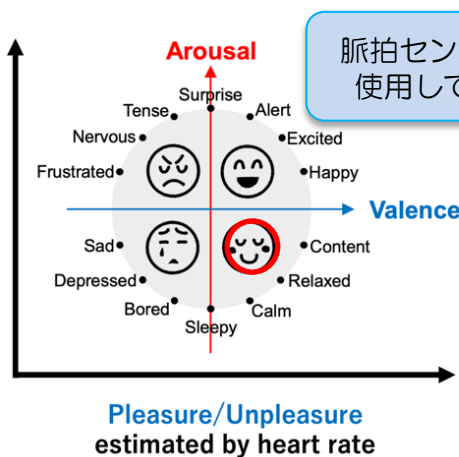 脈拍セン
使用して
Arousal
Surprise
Tense
Alert
Nervous
Excited
Frustrated
Happy
Valence
Sad
Content
Depressed
Relaxed
Bored
Calm
Sleepy
Pleasure/Unpleasure
estimated by heart rate